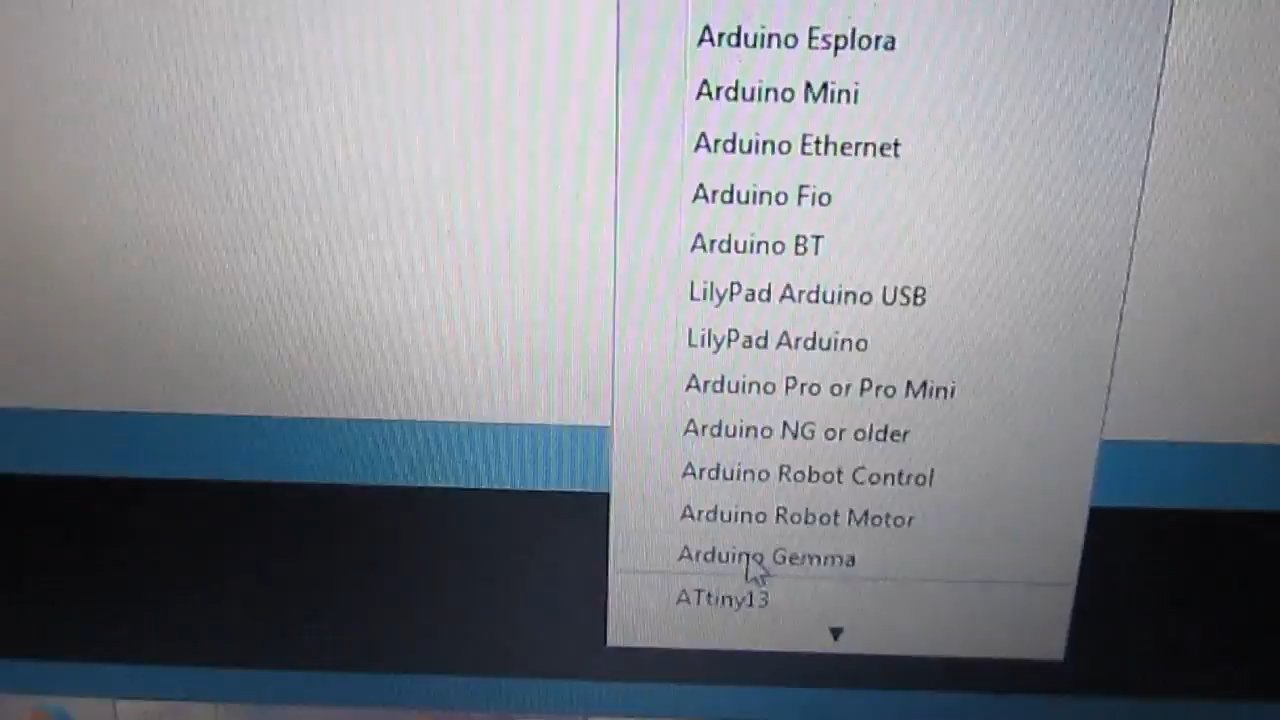 Arduino Esplora
Arduino Mini
Arduino Ethernet
Arduino Fio
Arduino BT
LilyPad Arduino USB
LilyPad Arduino
Arduino Pro or Pro Mini
Arduino NG or older
Arduino Robot Control
Arduino Robot Motor
Arduino Gemma
ATtiny13